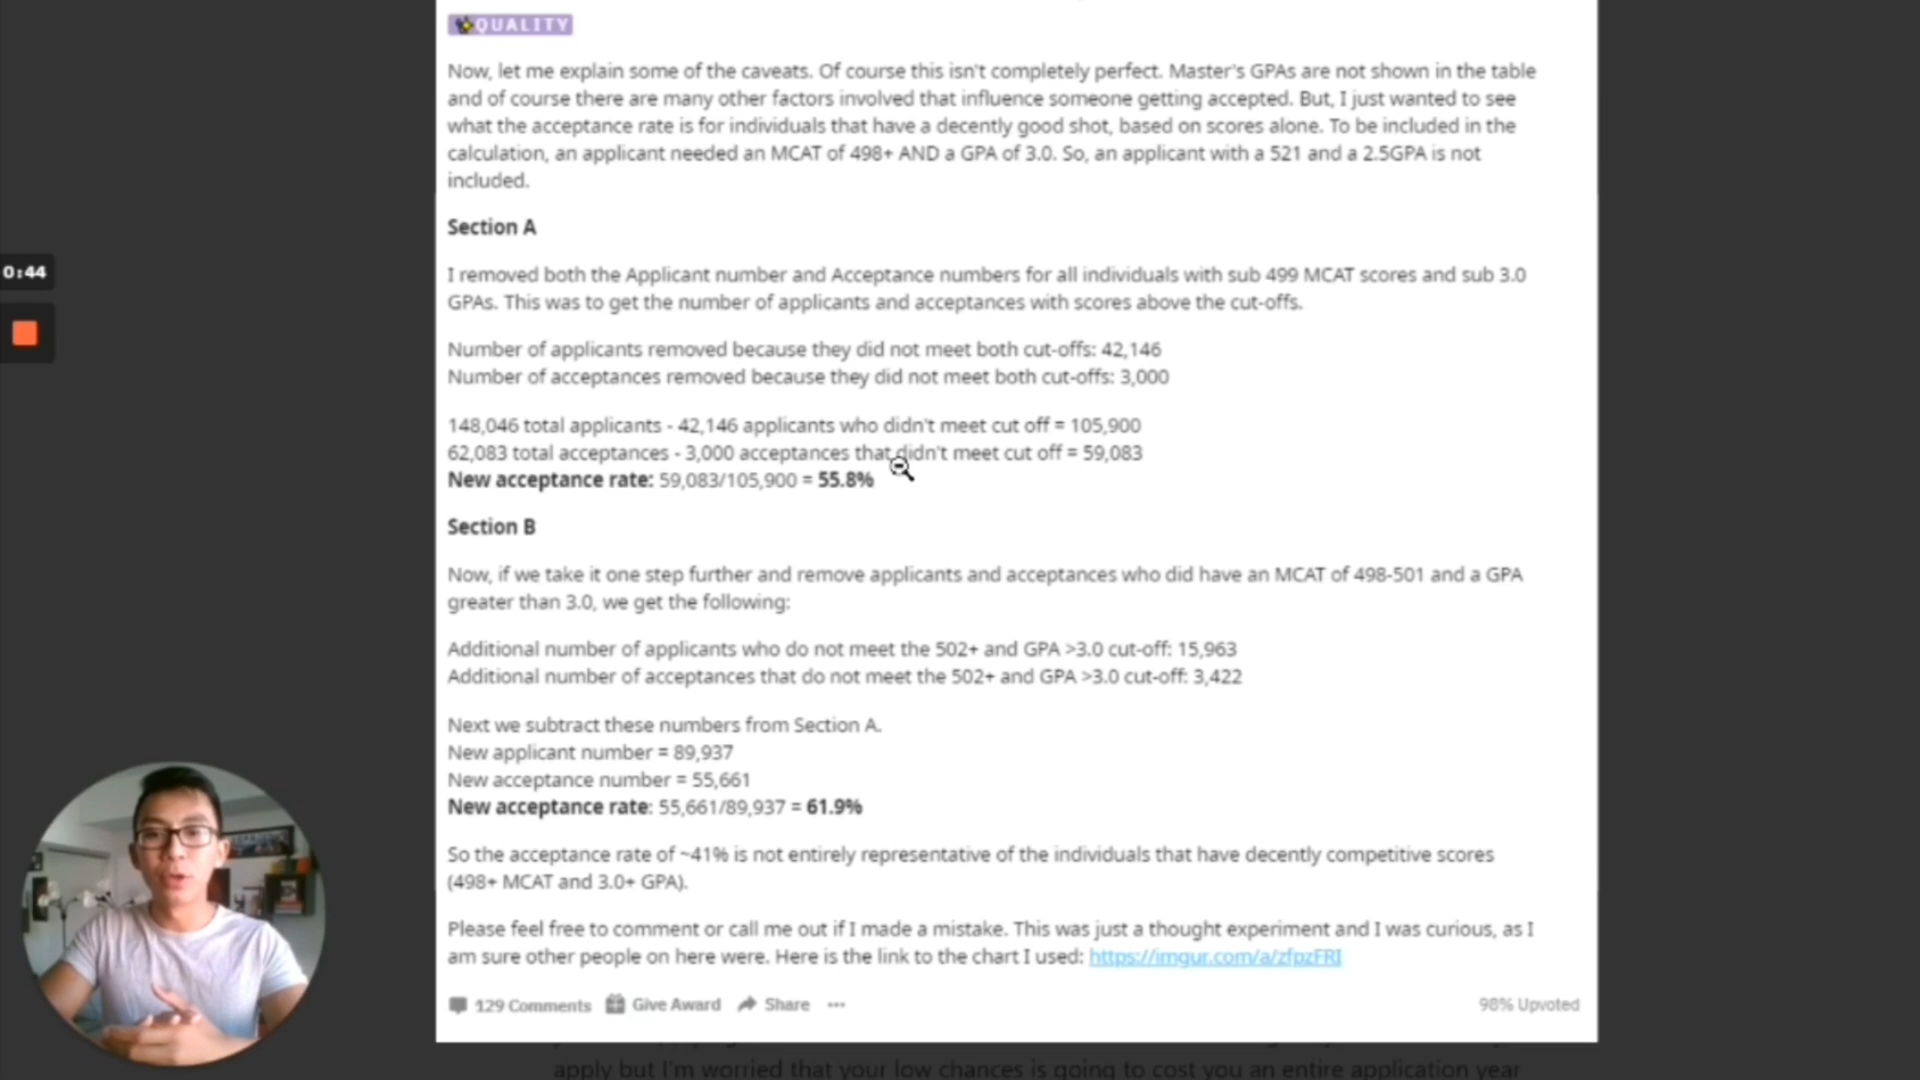 QUALITY
Now, let me explain some of the caveats. Of course this isn't completely perfect. Master's GPAs are not shown in the table
and of course there are many other factors involved that influence someone getting accepted. But, I just wanted to see
what the acceptance rate is for individuals that have a decently good shot, based on scores alone. To be included in the
calculation, an applicant needed an MCAT of 498+ AND a GPA of 3.0. So, an applicant with a 521 and a 2.5GPA is not
included.
Section A
0:44
I removed both the Applicant number and Acceptance numbers for all individuals with sub 499 MCAT scores and sub 3.0
GPAs. This was to get the number of applicants and acceptances with scores above the cut-offs.
Number of applicants removed because they did not meet both cut-offs: 42,146
Number of acceptances removed because they did not meet both cut-offs: 3,000
148,046 total applicants - 42,146 applicants who didn't meet cut off = 105,900
62,083 total acceptances - 3,000 acceptances that didn't meet cut off = 59,083
New acceptance rate: 59,083/105,900 = 55.8%
Section B
Now, if we take it one step further and remove applicants and acceptances who did have an MCAT of 498-501 and a GPA
greater than 3.0, we get the following:
Additional number of applicants who do not meet the 502+ and GPA >3.0 cut-off: 15,963
Additional number of acceptances that do not meet the 502+ and GPA >3.0 cut-off: 3,422
Next we subtract these numbers from Section A.
New applicant number = 89,937
New acceptance number = 55,661
New acceptance rate: 55,661/89,937 = 61.9%
So the acceptance rate of ~41% is not entirely representative of the individuals that have decently competitive scores
(498+ MCAT and 3.0+ GPA).
Please feel free to comment or call me out if I made a mistake. This was just a thought experiment and I was curious, as I
am sure other people on here were. Here is the link to the chart I used: https://imgur.com/a/zfpzFRI
129 Comments Give Award Share ...
98% Upvoted
apply but I'm worried that your low chances is going to cost you an entire application year